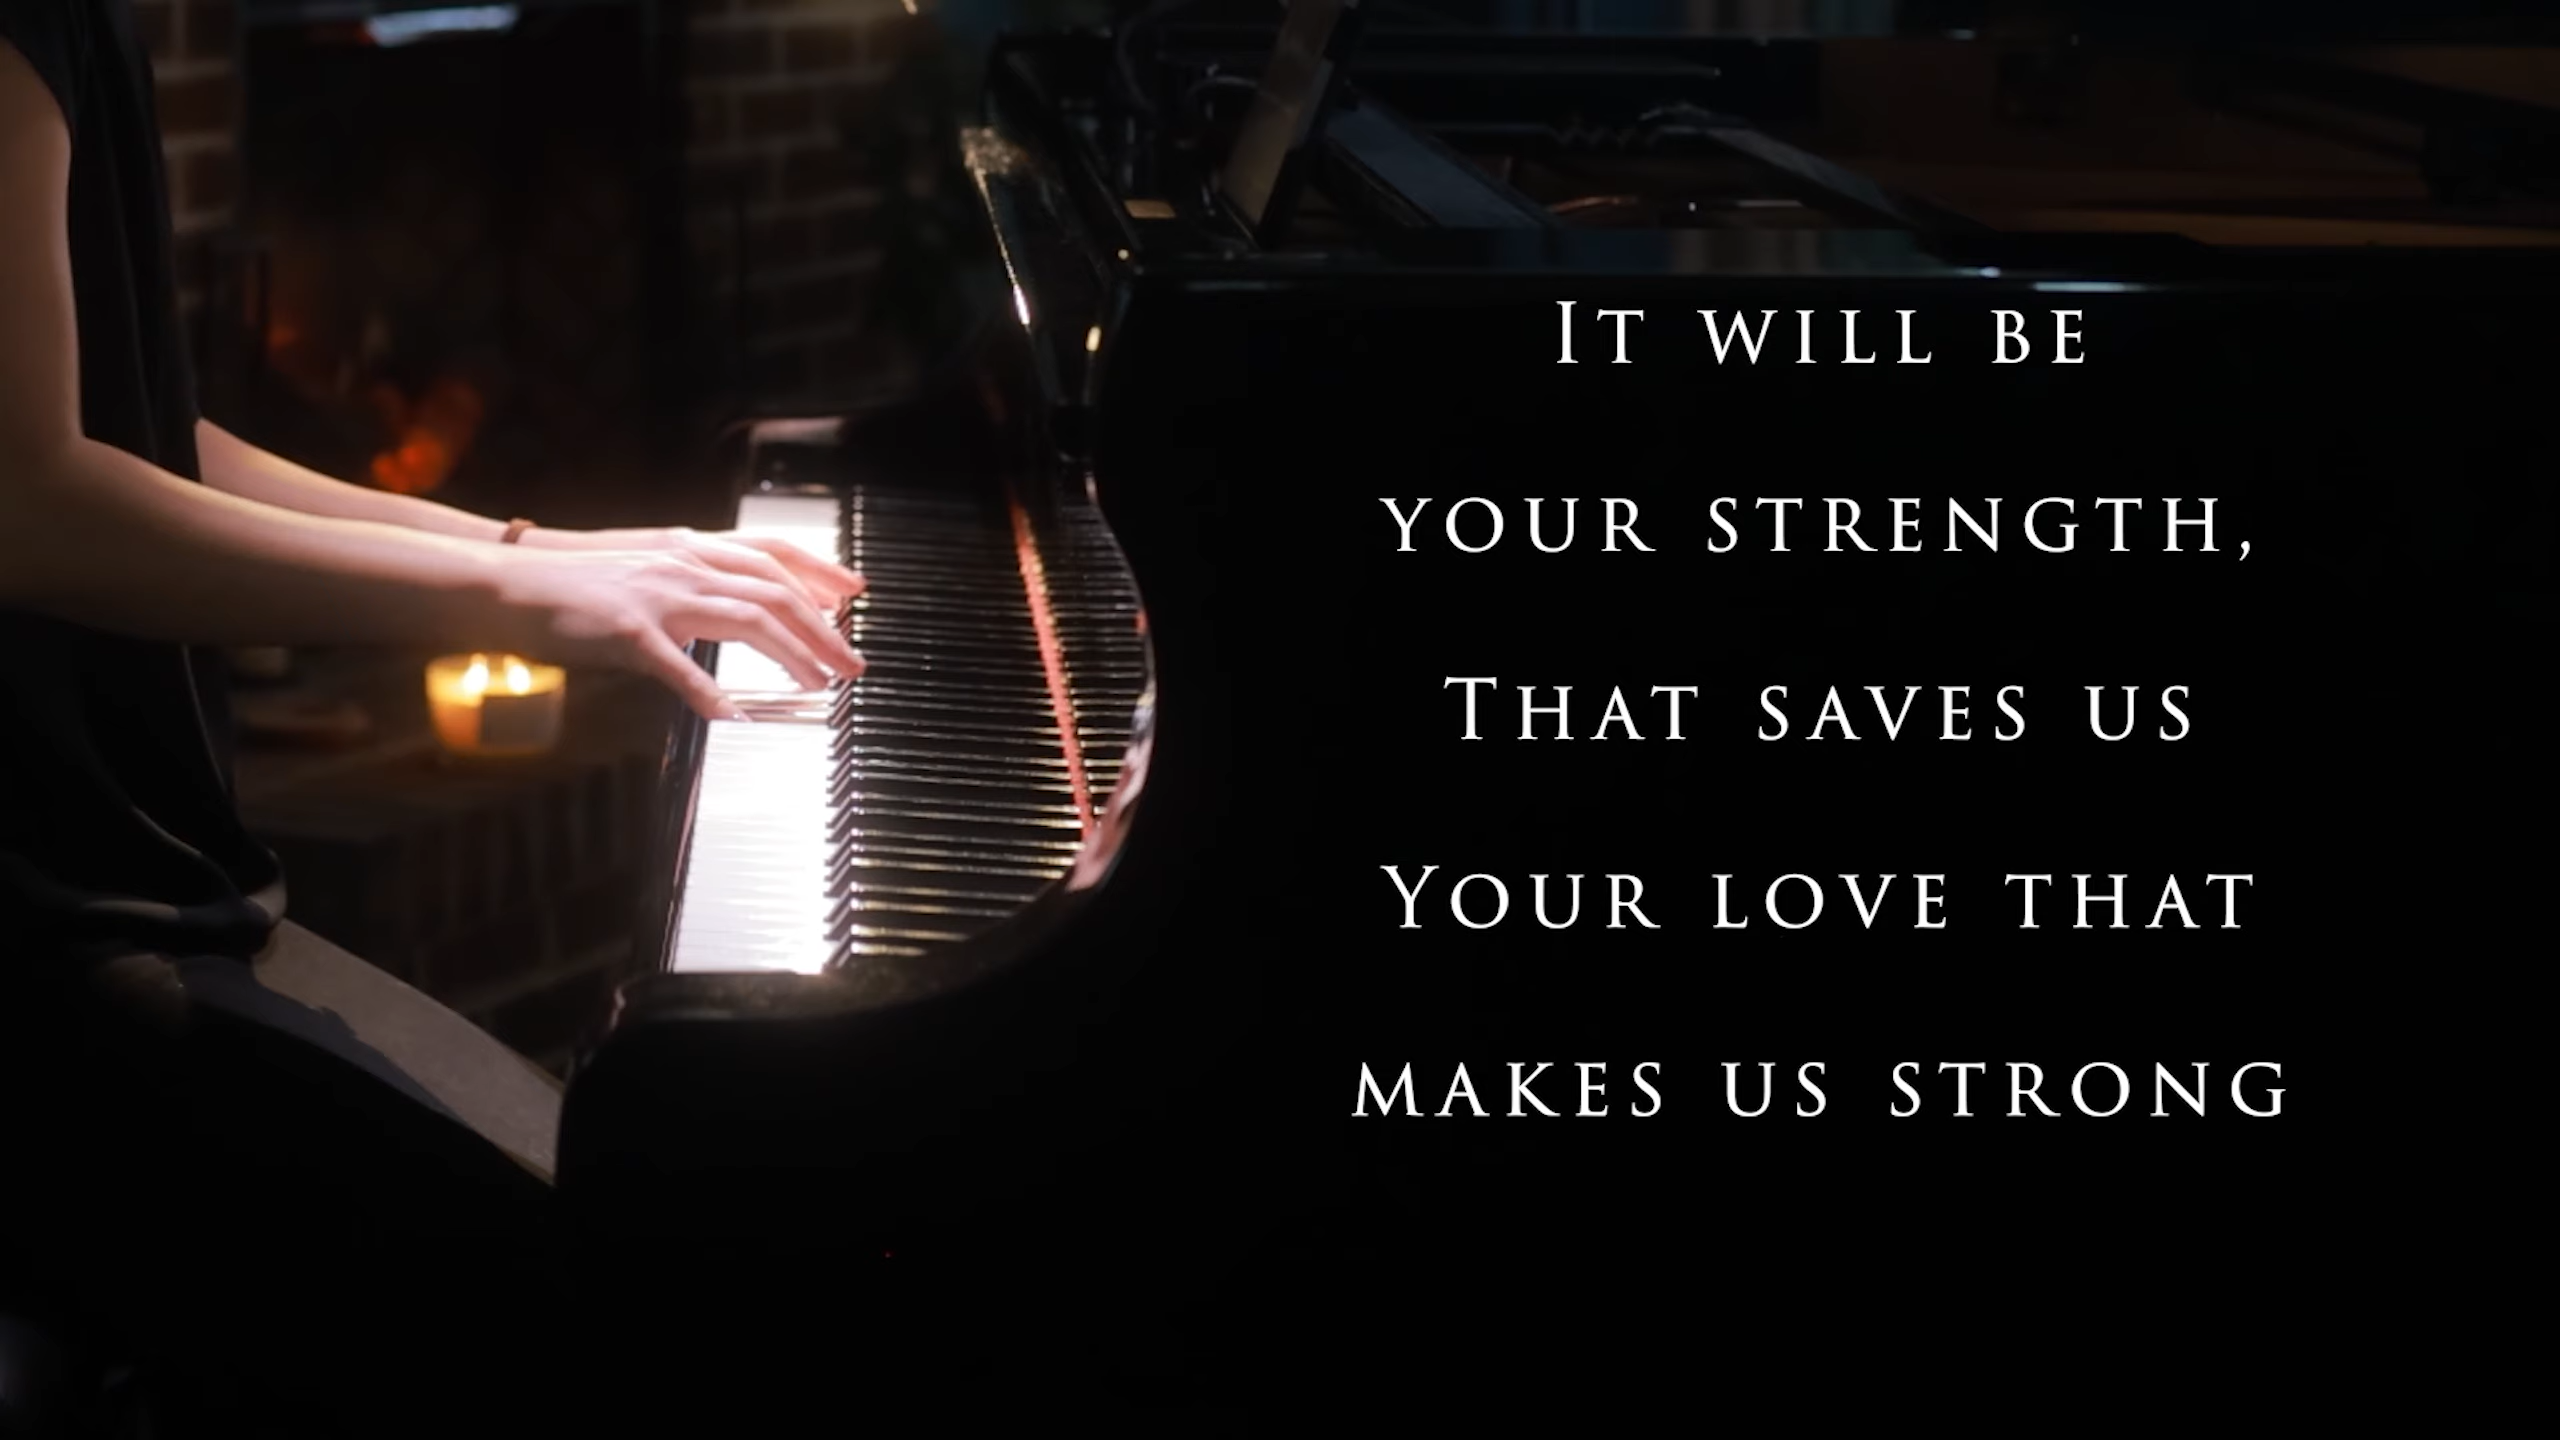 It will be
your strength,
That saves us
Your love that
makes us strong